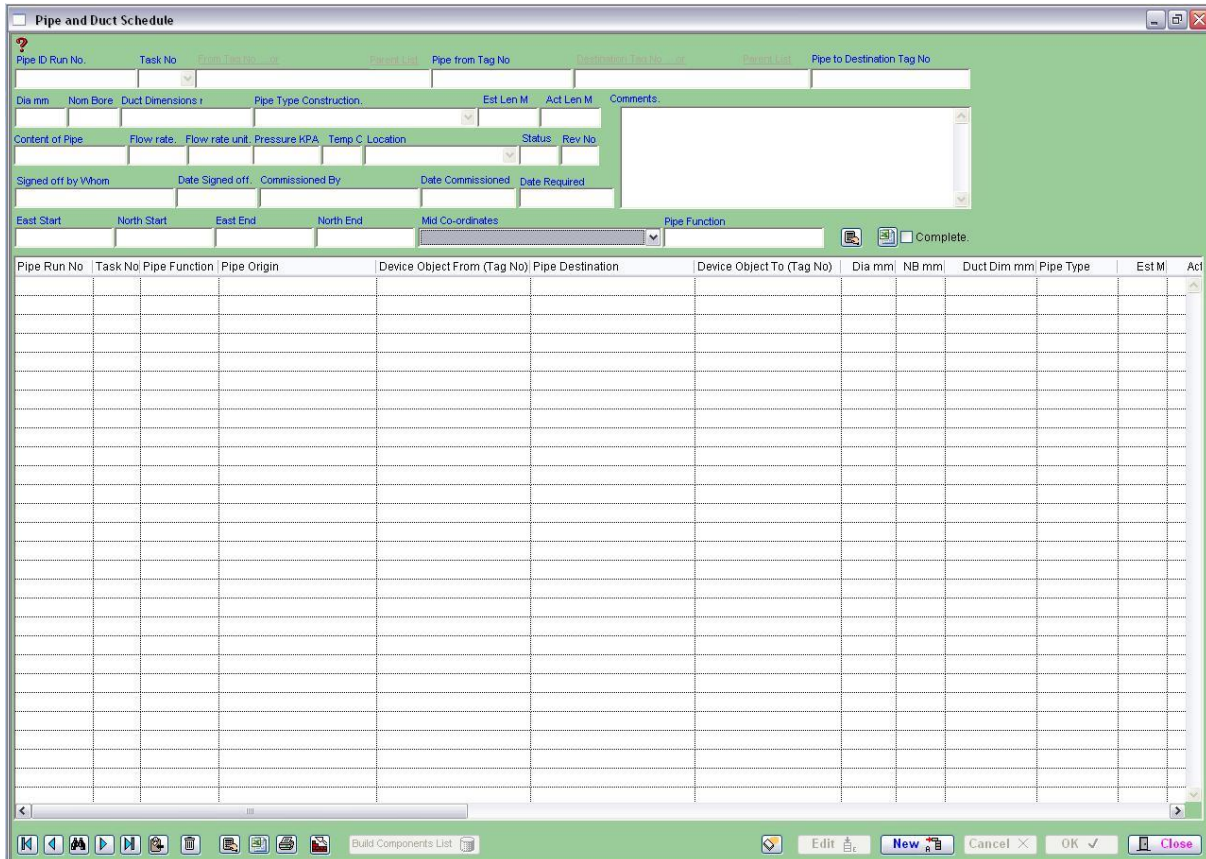 Pipe and Duct Schedule
?
Pipe ID Run No. Task No From Tag No ....or Parent List Pipe from Tag No Destination Tag No ....or Parent List Pipe to Destination Tag No
Dia mm Nom Bore Duct Dimensions r Pipe Type Construction. Est Len M Act Len M Comments.
Content of Pipe Flow rate. Flow rate unit. Pressure KPA Temp C Location Status Rev No
Signed off by Whom Date Signed off. Commissioned By Date Commissioned Date Required
East Start North Start East End North End Mid Co-ordinates Pipe Function
Complete.
Pipe Run No Task No Pipe Function Pipe Origin Device Object From (Tag No) Pipe Destination Device Object To (Tag No) Dia mm NB mm Duct Dim mm Pipe Type Est M Act
Build Components List Edit New Cancel OK Close